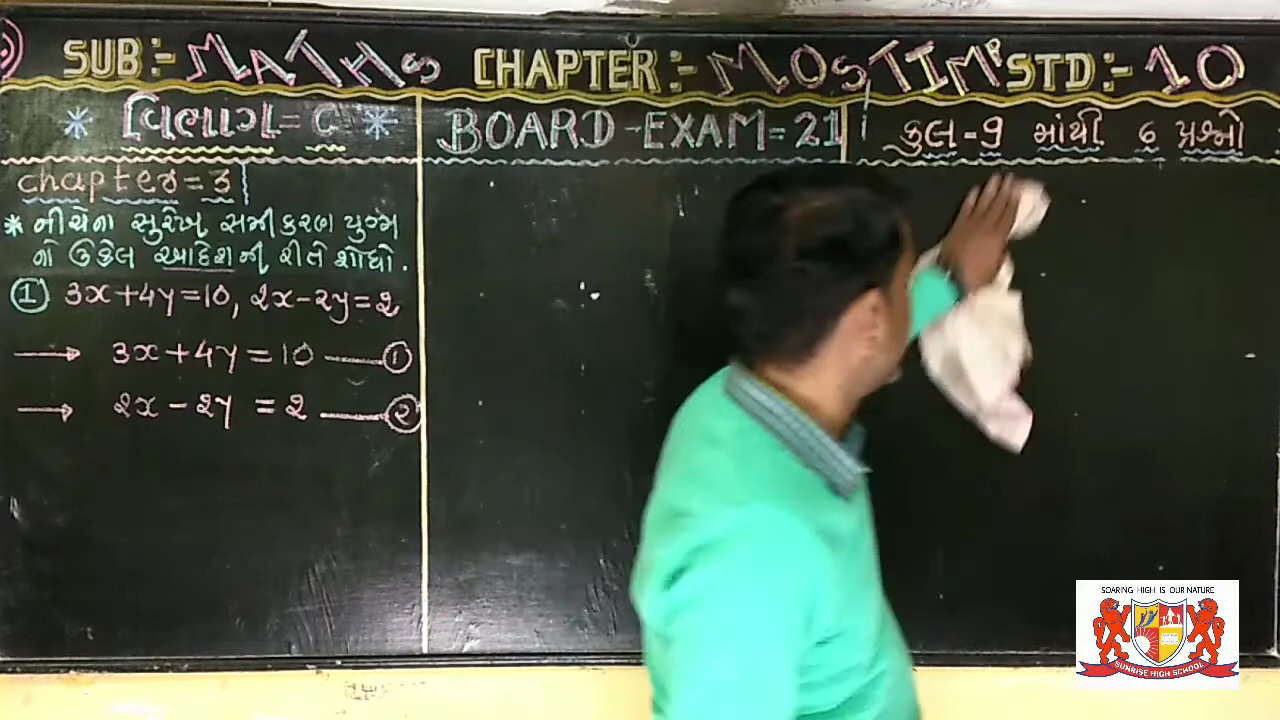 SUB:- MATHS CHAPTER:- MOSTIMP STD:- 10
* વિભાગ = C *
BOARD - EXAM = 21
કુલ - 9 માંથી 6 પ્રશ્નો
chapter = 3
* નીચેના સુરેખ સમીકરણ યુગ્મ
નો ઉકેલ આદેશની રીતે શોધો.
① 3x+4y=10, 2x-2y=2
→ 3x+4y=10 —— ①
→ 2x-2y=2 —— ②
SOARING HIGH IS OUR NATURE
SUNRISE HIGH SCHOOL